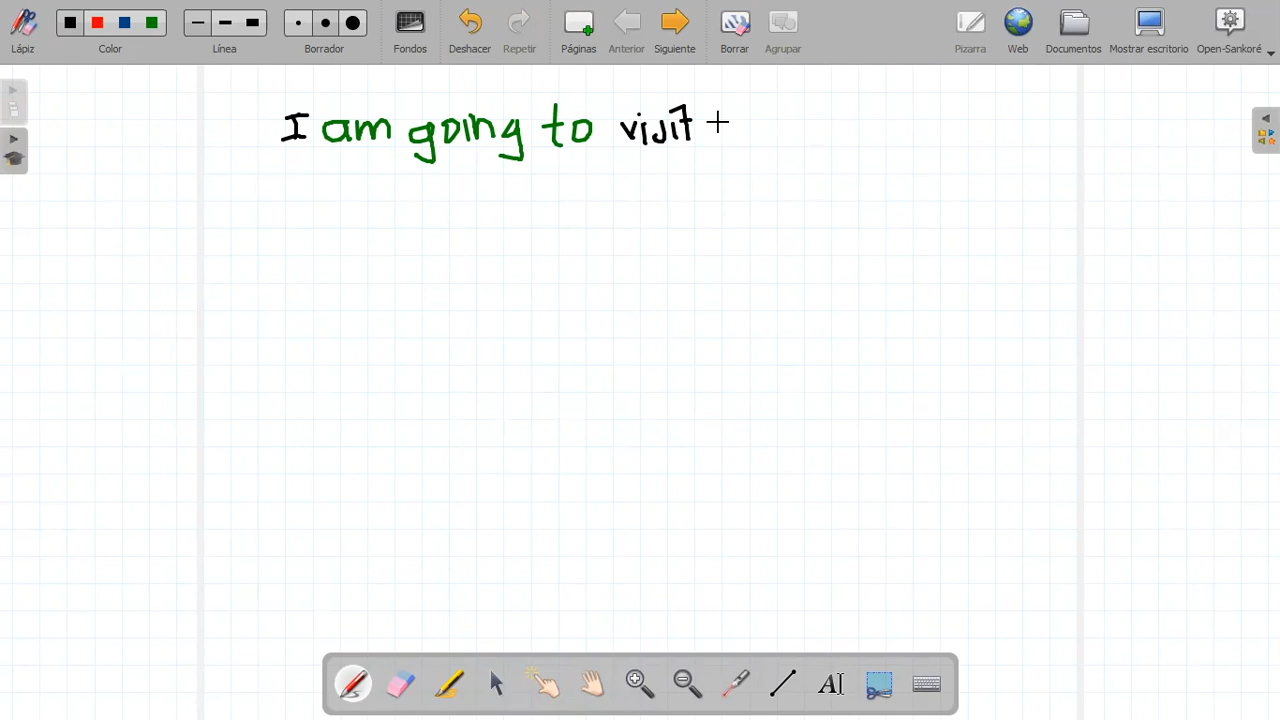 Lápiz Color Línea Borrador Fondos Deshacer Repetir Páginas Anterior Siguiente Borrar Agrupar Pizarra Web Documentos Mostrar escritorio Open-Sankoré
I am going to visit